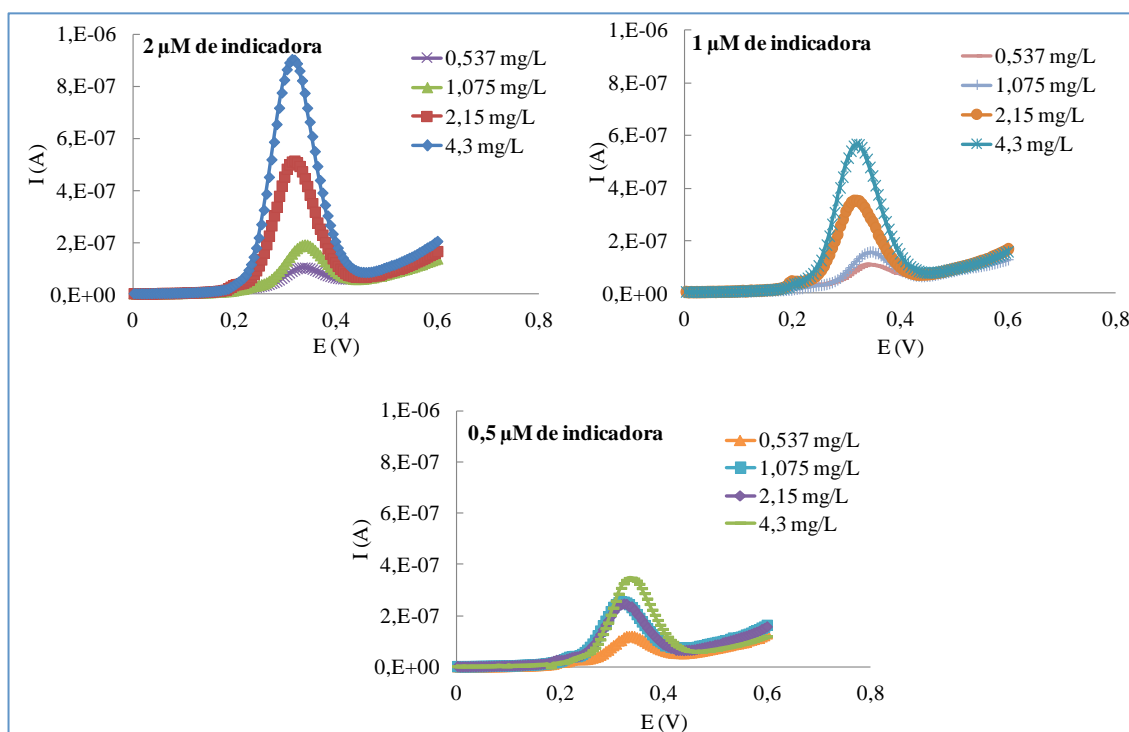 2 µM de indicadora
1,E-06
8,E-07
6,E-07
4,E-07
2,E-07
0,E+00
I (A)
0
0,2
0,4
0,6
0,8
E (V)
0,537 mg/L
1,075 mg/L
2,15 mg/L
4,3 mg/L
1 µM de indicadora
1,E-06
8,E-07
6,E-07
4,E-07
2,E-07
0,E+00
I (A)
0
0,2
0,4
0,6
0,8
E (V)
0,537 mg/L
1,075 mg/L
2,15 mg/L
4,3 mg/L
0,5 µM de indicadora
1,E-06
8,E-07
6,E-07
4,E-07
2,E-07
0,E+00
I (A)
0
0,2
0,4
0,6
0,8
E (V)
0,537 mg/L
1,075 mg/L
2,15 mg/L
4,3 mg/L